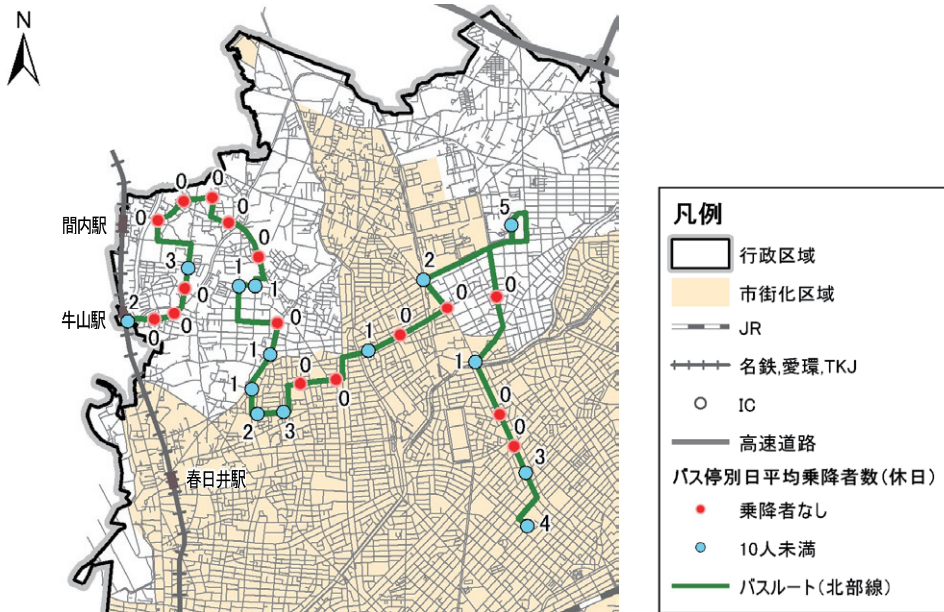 N
0
0
0
0
間内駅
0
5
3
1
1
2
0
2
牛山駅
0
0
0
0
0
0
1
1
0
1
1
0
0
2
3
0
0
3
春日井駅
4
凡例
行政区域
市街化区域
JR
名鉄,愛環,TKJ
IC
高速道路
バス停別日平均乗降者数(休日)
乗降者なし
10人未満
バスルート(北部線)